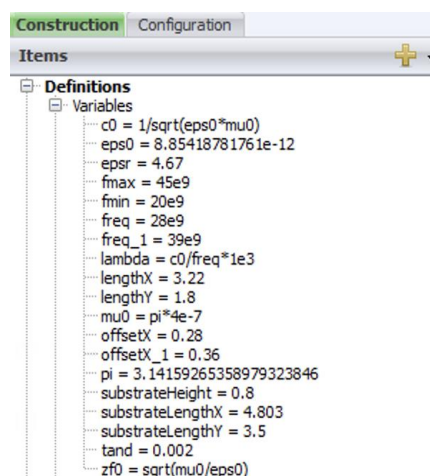 Construction Configuration
Items
Definitions
Variables
c0 = 1/sqrt(eps0*mu0)
eps0 = 8.85418781761e-12
epsr = 4.67
fmax = 45e9
fmin = 20e9
freq = 28e9
freq_1 = 39e9
lambda = c0/freq*1e3
lengthX = 3.22
lengthY = 1.8
mu0 = pi*4e-7
offsetX = 0.28
offsetX_1 = 0.36
pi = 3.14159265358979323846
substrateHeight = 0.8
substrateLengthX = 4.803
substrateLengthY = 3.5
tand = 0.002
zf0 = sqrt(mu0/eps0)